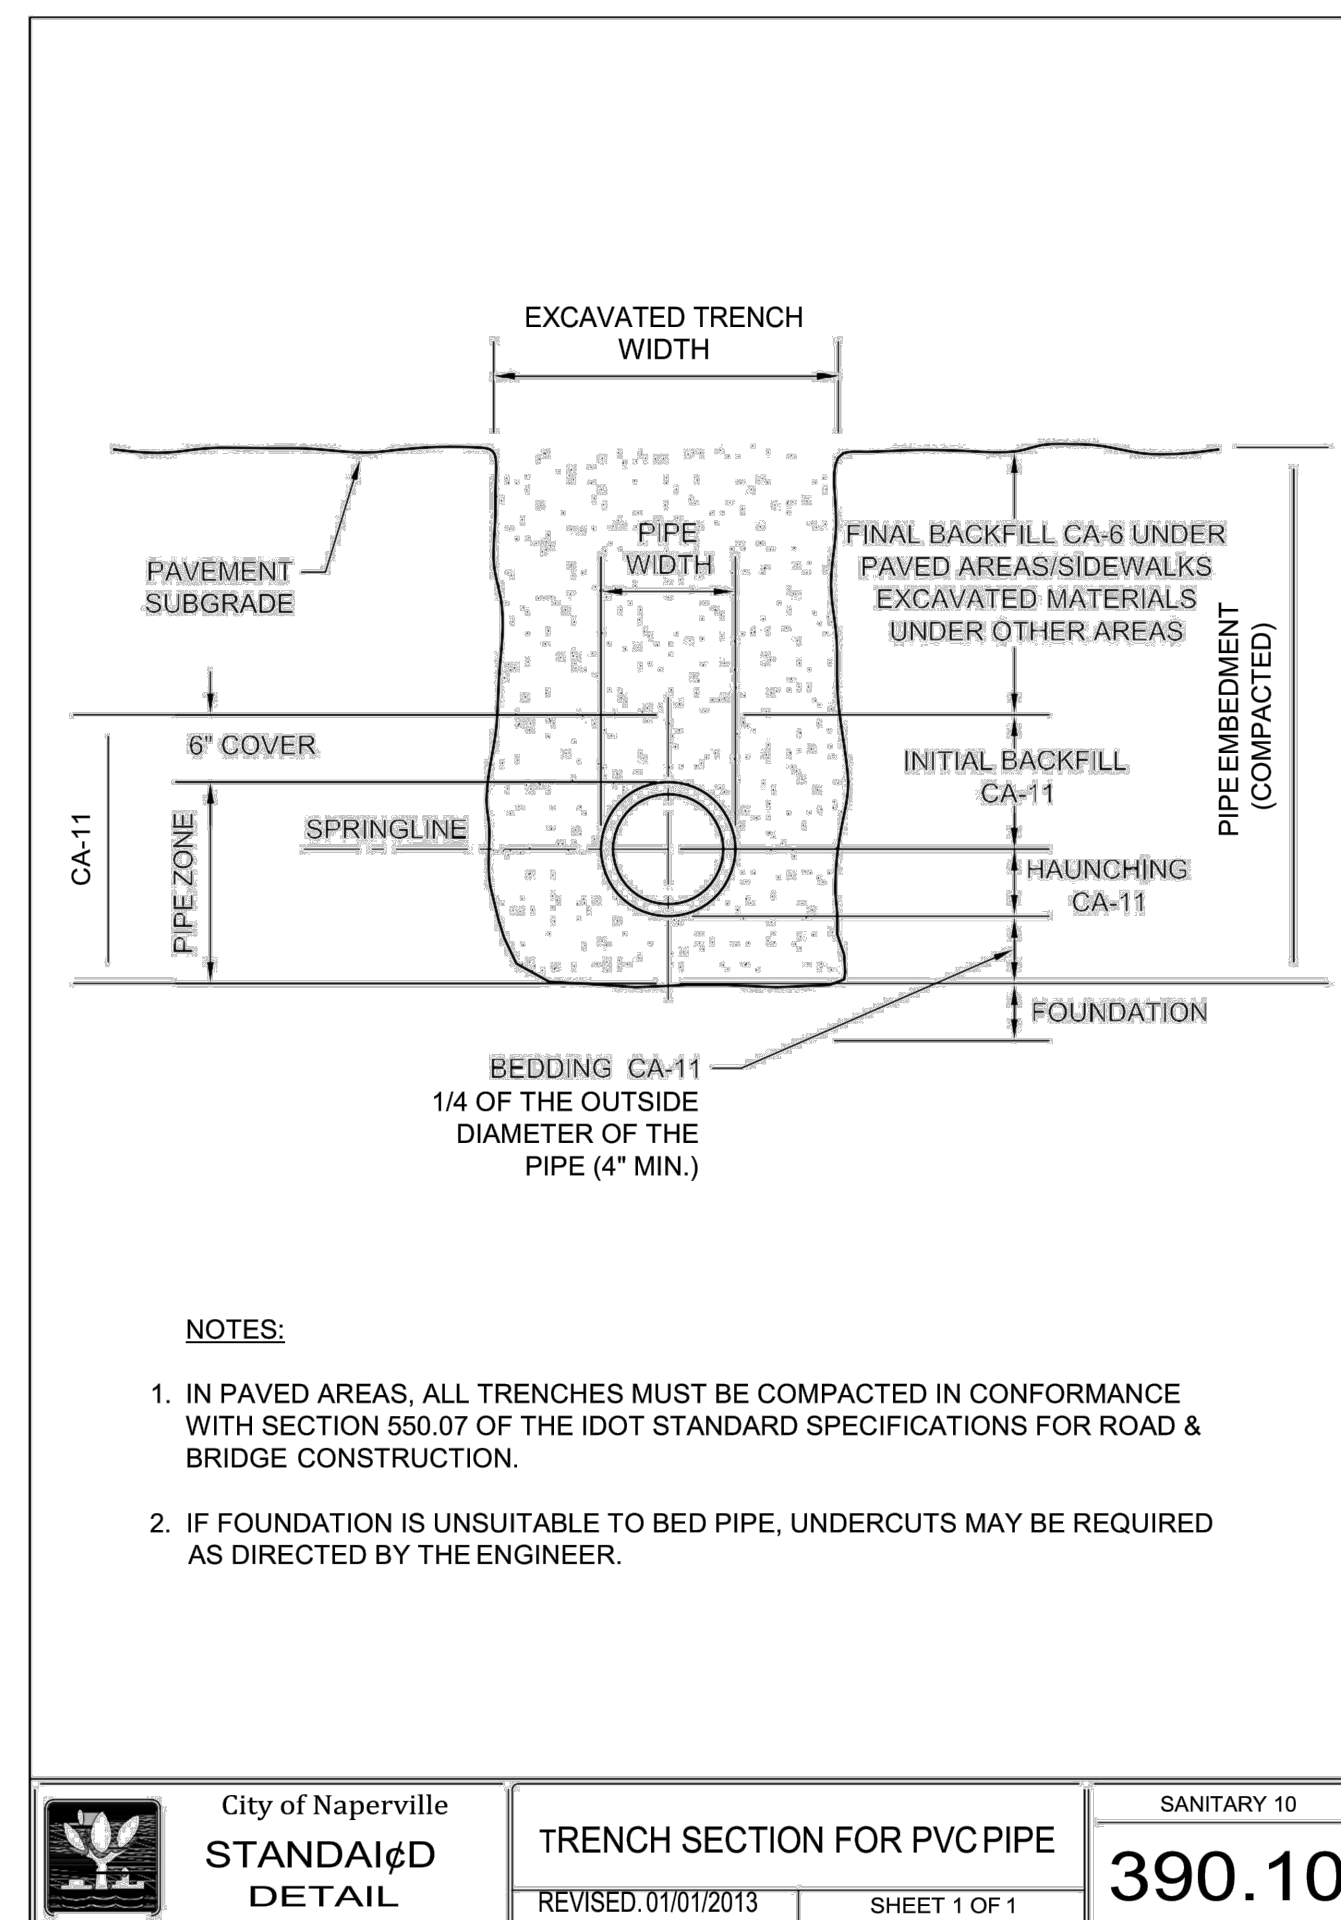 EXCAVATED TRENCH
WIDTH
PIPE
WIDTH
FINAL BACKFILL CA-6 UNDER
PAVED AREAS/SIDEWALKS
EXCAVATED MATERIALS
UNDER OTHER AREAS
PAVEMENT
SUBGRADE
PIPE EMBEDMENT
(COMPACTED)
6" COVER
INITIAL BACKFILL
CA-11
CA-11
PIPE ZONE
SPRINGLINE
HAUNCHING
CA-11
FOUNDATION
BEDDING CA-11
1/4 OF THE OUTSIDE
DIAMETER OF THE
PIPE (4" MIN.)
NOTES:
1. IN PAVED AREAS, ALL TRENCHES MUST BE COMPACTED IN CONFORMANCE
WITH SECTION 550.07 OF THE IDOT STANDARD SPECIFICATIONS FOR ROAD &
BRIDGE CONSTRUCTION.
2. IF FOUNDATION IS UNSUITABLE TO BED PIPE, UNDERCUTS MAY BE REQUIRED
AS DIRECTED BY THE ENGINEER.
City of Naperville
STANDAI¢D
DETAIL
TRENCH SECTION FOR PVC PIPE
REVISED. 01/01/2013
SHEET 1 OF 1
SANITARY 10
390.10